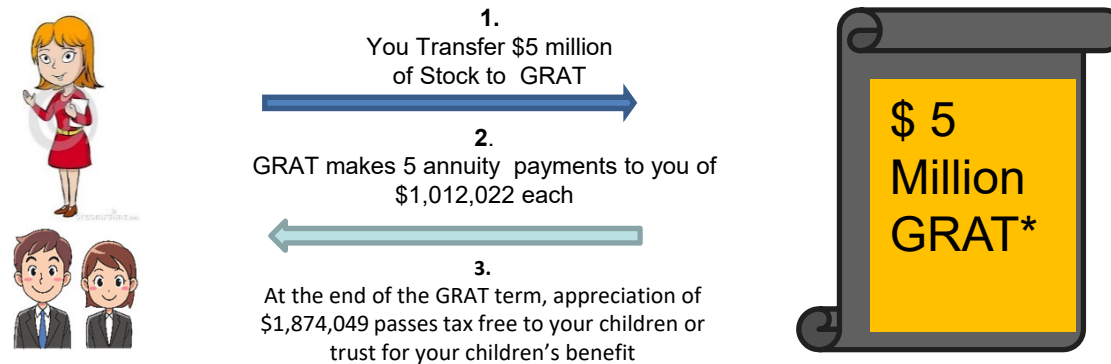 1.
You Transfer $5 million
of Stock to GRAT
2.
GRAT makes 5 annuity payments to you of
$1,012,022 each
3.
At the end of the GRAT term, appreciation of
$1,874,049 passes tax free to your children or
trust for your children’s benefit
$ 5
Million
GRAT*